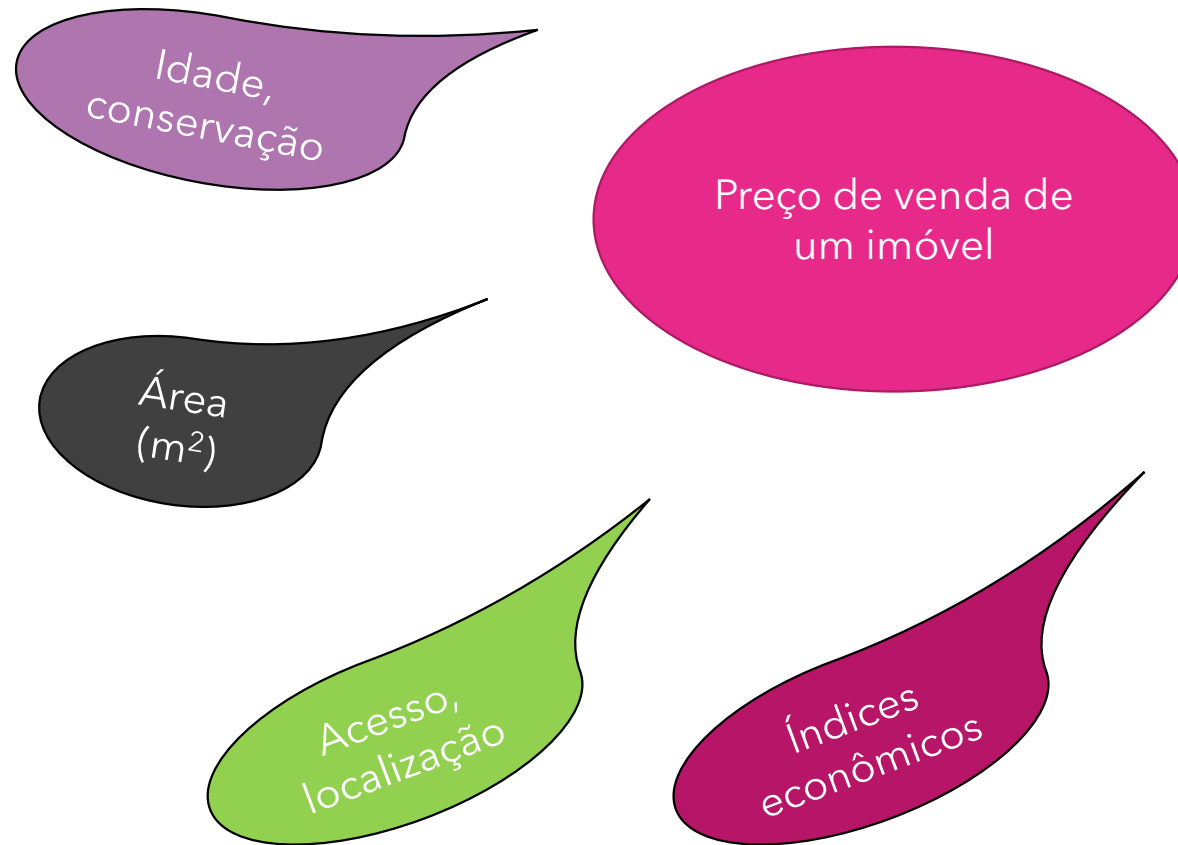 Idade,
conservação
Preço de venda de
um imóvel
Área
(m²)
Acesso,
localização
Índices
econômicos